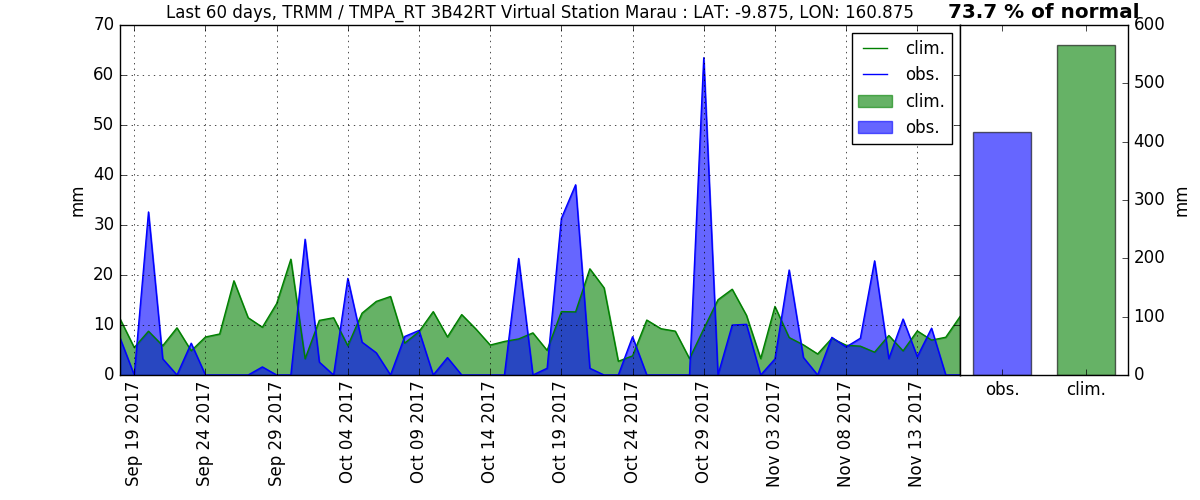 Last 60 days, TRMM / TMPA_RT 3B42RT Virtual Station Marau : LAT: -9.875, LON: 160.875
73.7 % of normal
70
60
50
40
30
20
10
0
mm
clim.
obs.
clim.
obs.
600
500
400
300
200
100
0
mm
Sep 19 2017
Sep 24 2017
Sep 29 2017
Oct 04 2017
Oct 09 2017
Oct 14 2017
Oct 19 2017
Oct 24 2017
Oct 29 2017
Nov 03 2017
Nov 08 2017
Nov 13 2017
obs.
clim.